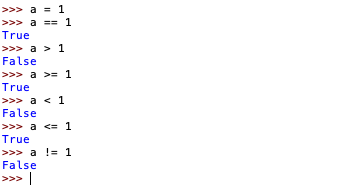 >>> a = 1
>>> a == 1
True
>>> a > 1
False
>>> a >= 1
True
>>> a < 1
False
>>> a <= 1
True
>>> a != 1
False
>>>